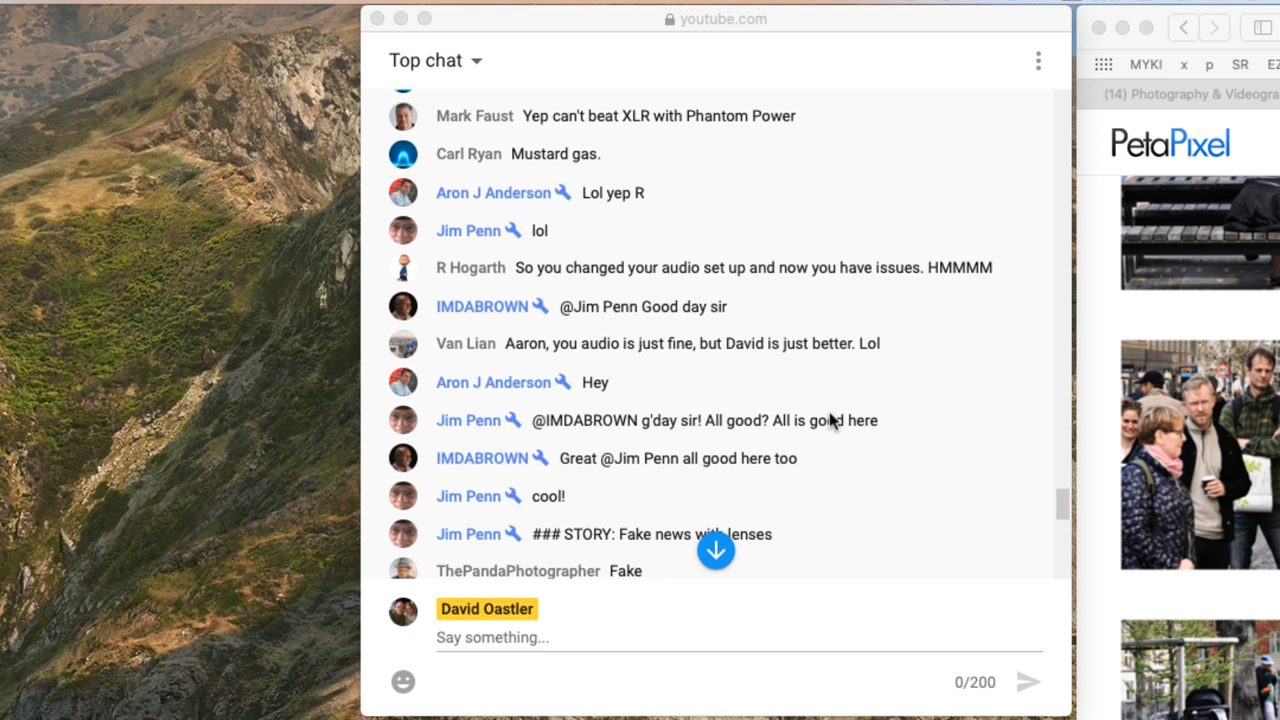 youtube.com
Top chat
Mark Faust Yep can't beat XLR with Phantom Power
Carl Ryan Mustard gas.
Aron J Anderson Lol yep R
Jim Penn lol
R Hogarth So you changed your audio set up and now you have issues. HMMMM
IMDABROWN @Jim Penn Good day sir
Van Lian Aaron, you audio is just fine, but David is just better. Lol
Aron J Anderson Hey
Jim Penn @IMDABROWN g'day sir! All good? All is good here
IMDABROWN Great @Jim Penn all good here too
Jim Penn cool!
Jim Penn ### STORY: Fake news with lenses
ThePandaPhotographer Fake
David Oastler
Say something...
0/200
MYKI x p SR EZ
(14) Photography & Videogra
PetaPixel